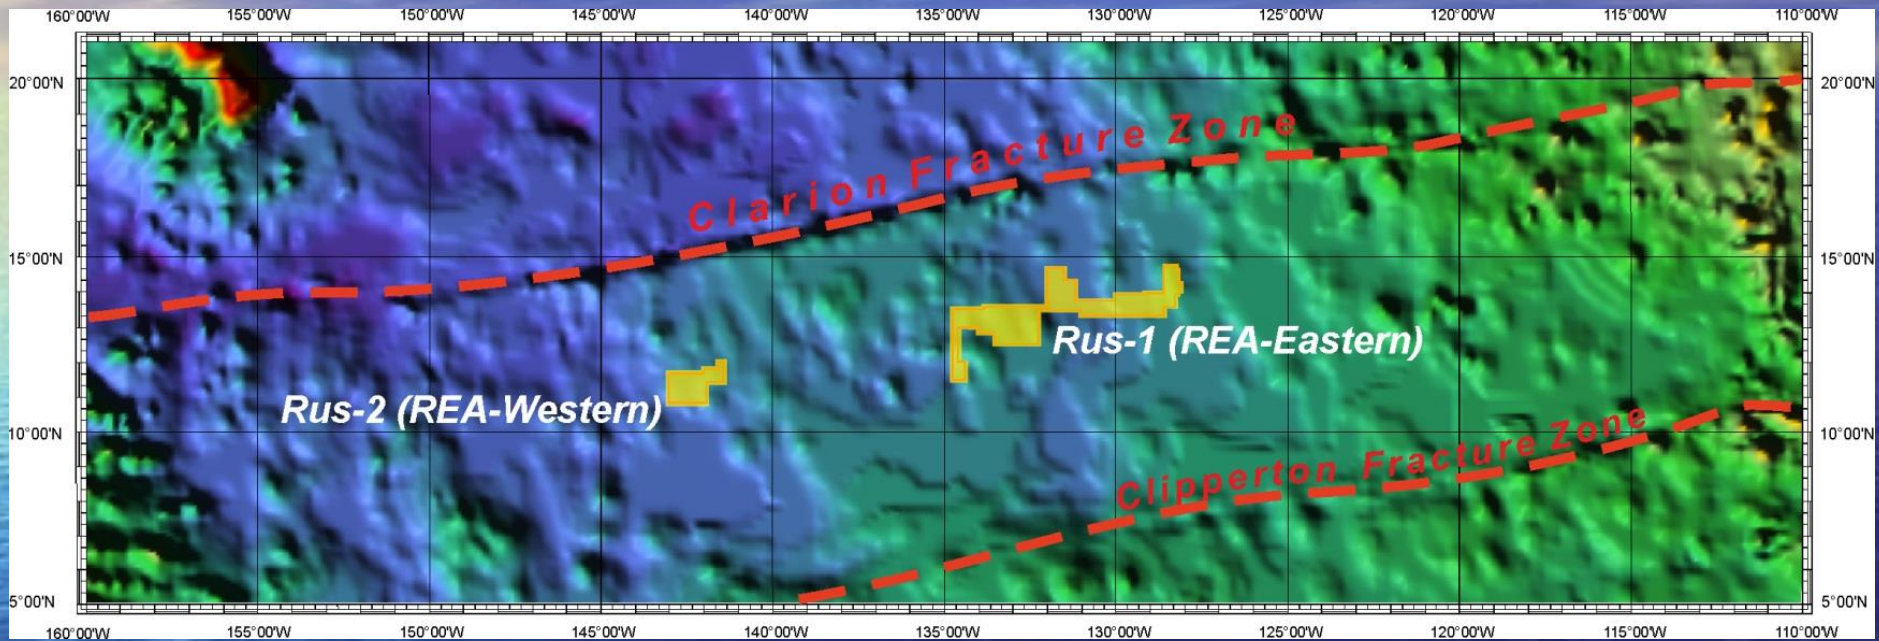 160°00'W 155°00'W 150°00'W 145°00'W 140°00'W 135°00'W 130°00'W 125°00'W 120°00'W 115°00'W 110°00'W
20°00'N 20°00'N
Clarion Fracture Zone
15°00'N 15°00'N
Rus-1 (REA-Eastern)
Rus-2 (REA-Western)
10°00'N 10°00'N
Clipperton Fracture Zone
5°00'N 5°00'N
160°00'W 155°00'W 150°00'W 145°00'W 140°00'W 135°00'W 130°00'W 125°00'W 120°00'W 115°00'W 110°00'W